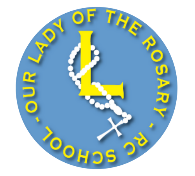 OUR LADY OF THE ROSARY - RC SCHOOL -
L